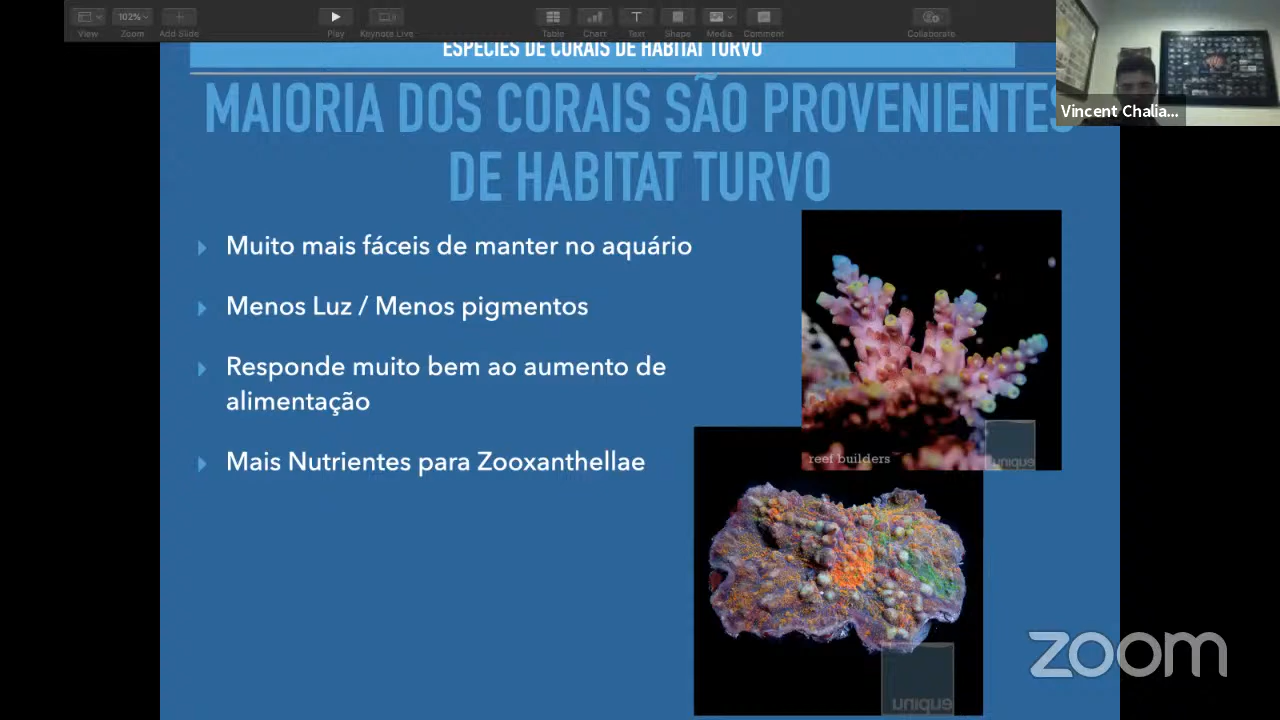 View
102%
Zoom
Add Slide
Play
Keynote Live
Table
Chart
Text
Shape
Media
Comment
Collaborate
Vincent Chalia...
ESPÉCIES DE CORAIS DE HABITAT TURVO
MAIORIA DOS CORAIS SÃO PROVENIENTES
DE HABITAT TURVO
Muito mais fáceis de manter no aquário
Menos Luz / Menos pigmentos
Responde muito bem ao aumento de
alimentação
Mais Nutrientes para Zooxanthellae
reef builders
unique
unique
zoom